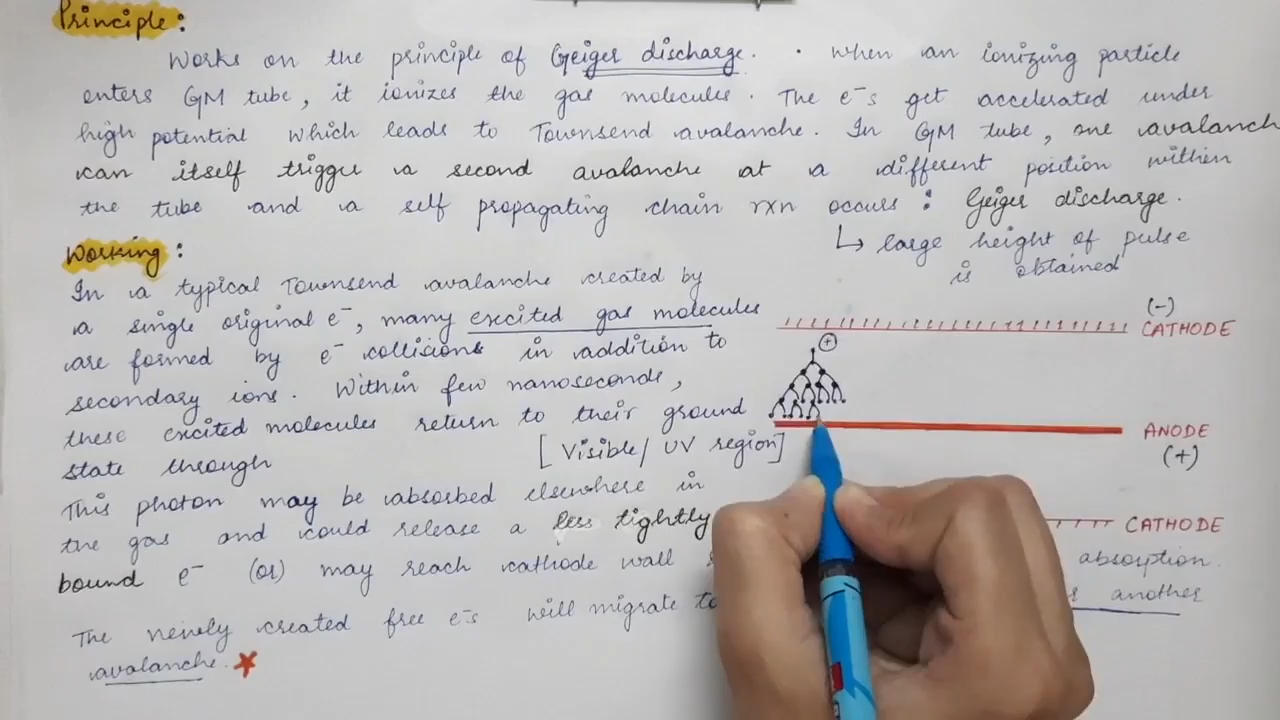 Principle:
Works on the principle of Geiger discharge. · When an ionizing particle
enters GM tube, it ionizes the gas molecules. The e⁻s get accelerated under
high potential which leads to Townsend avalanche. In GM tube, one avalanch
can itself trigger a second avalanche at a different position within
the tube and a self propagating chain rxn occurs : Geiger discharge.
↳ large height of pulse
is obtained
Working:
In a typical Townsend avalanche created by
a single original e⁻, many excited gas molecules
are formed by e⁻ collisions in addition to
secondary ions. Within few nanoseconds,
these excited molecules return to their ground
state through [Visible/ UV region]
This photon may be absorbed elsewhere in
the gas and could release a less tightly
bound e⁻ (or) may reach cathode wall absorption.
The newly created free e⁻s will migrate to another
avalanche.
(-)
CATHODE
+
ANODE
(+)
CATHODE